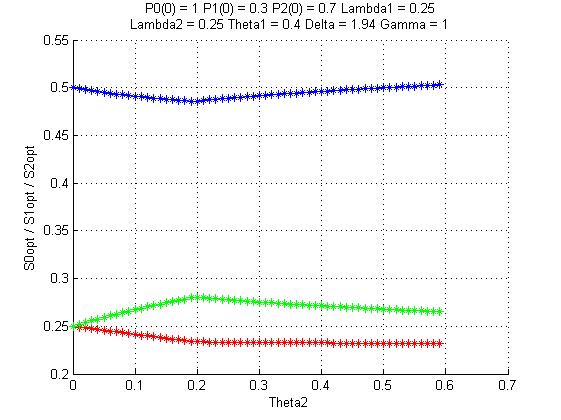 P0(0) = 1 P1(0) = 0.3 P2(0) = 0.7 Lambda1 = 0.25
Lambda2 = 0.25 Theta1 = 0.4 Delta = 1.94 Gamma = 1
0.55
0.5
0.45
0.4
0.35
0.3
0.25
0.2
S0opt / S1opt / S2opt
0 0.1 0.2 0.3 0.4 0.5 0.6 0.7
Theta2